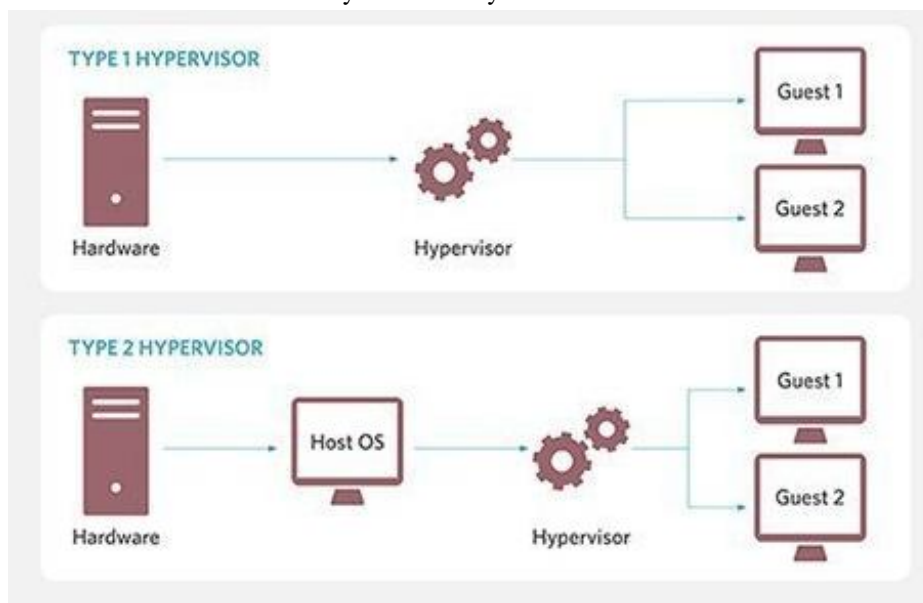 TYPE 1 HYPERVISOR
Guest 1
Guest 2
Hardware
Hypervisor
TYPE 2 HYPERVISOR
Guest 1
Host OS
Guest 2
Hardware
Hypervisor